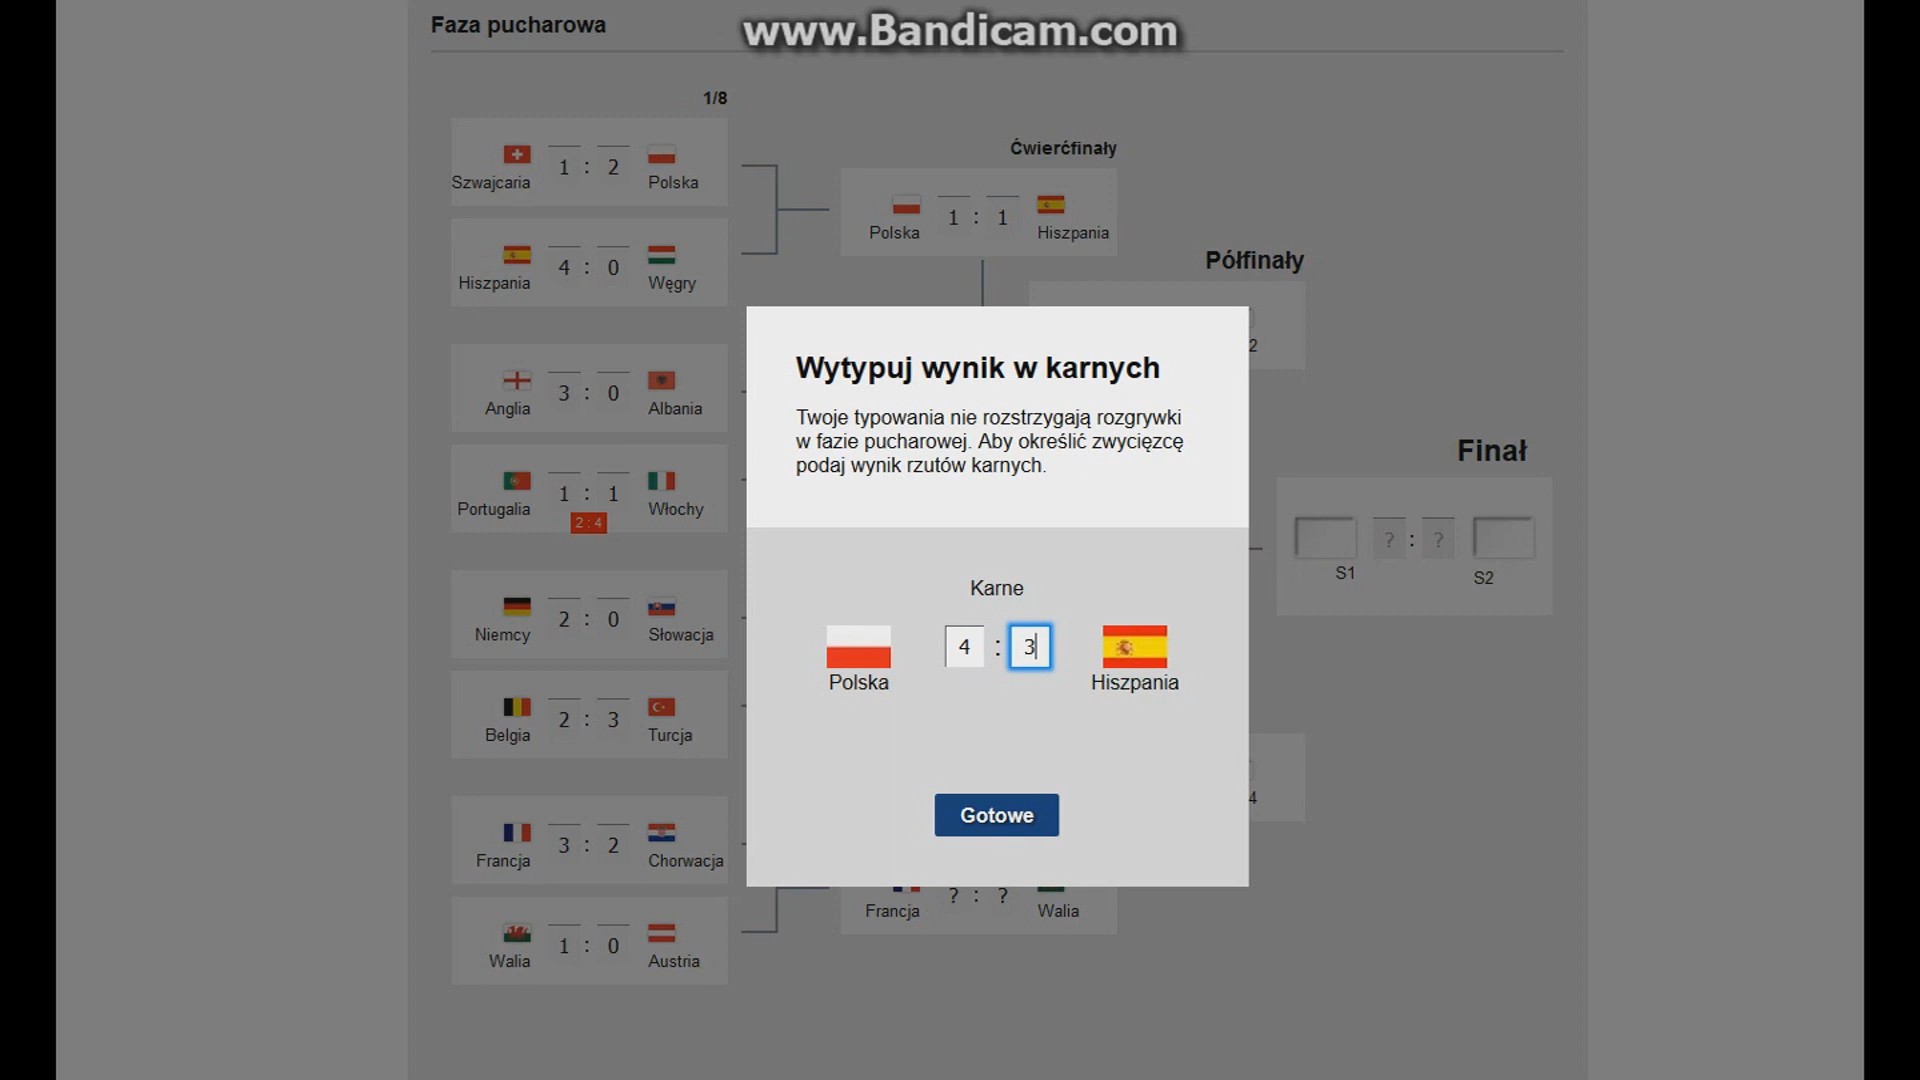 Faza pucharowa
www.Bandicam.com
1/8
Szwajcaria 1 : 2 Polska
Hiszpania 4 : 0 Węgry
Anglia 3 : 0 Albania
Portugalia 1 : 1 Włochy
2 : 4
Niemcy 2 : 0 Słowacja
Belgia 2 : 3 Turcja
Francja 3 : 2 Chorwacja
Walia 1 : 0 Austria
Ćwierćfinały
Polska 1 : 1 Hiszpania
Francja ? : ? Walia
Półfinały
2
4
Finał
? : ?
S1 S2
Wytypuj wynik w karnych
Twoje typowania nie rozstrzygają rozgrywki
w fazie pucharowej. Aby określić zwycięzcę
podaj wynik rzutów karnych.
Karne
4 : 3
Polska Hiszpania
Gotowe